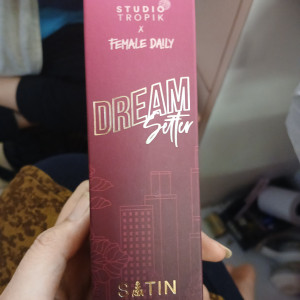 STUDIO
TROPIK
X
FEMALE DAILY
DREAM
Setter
SATIN